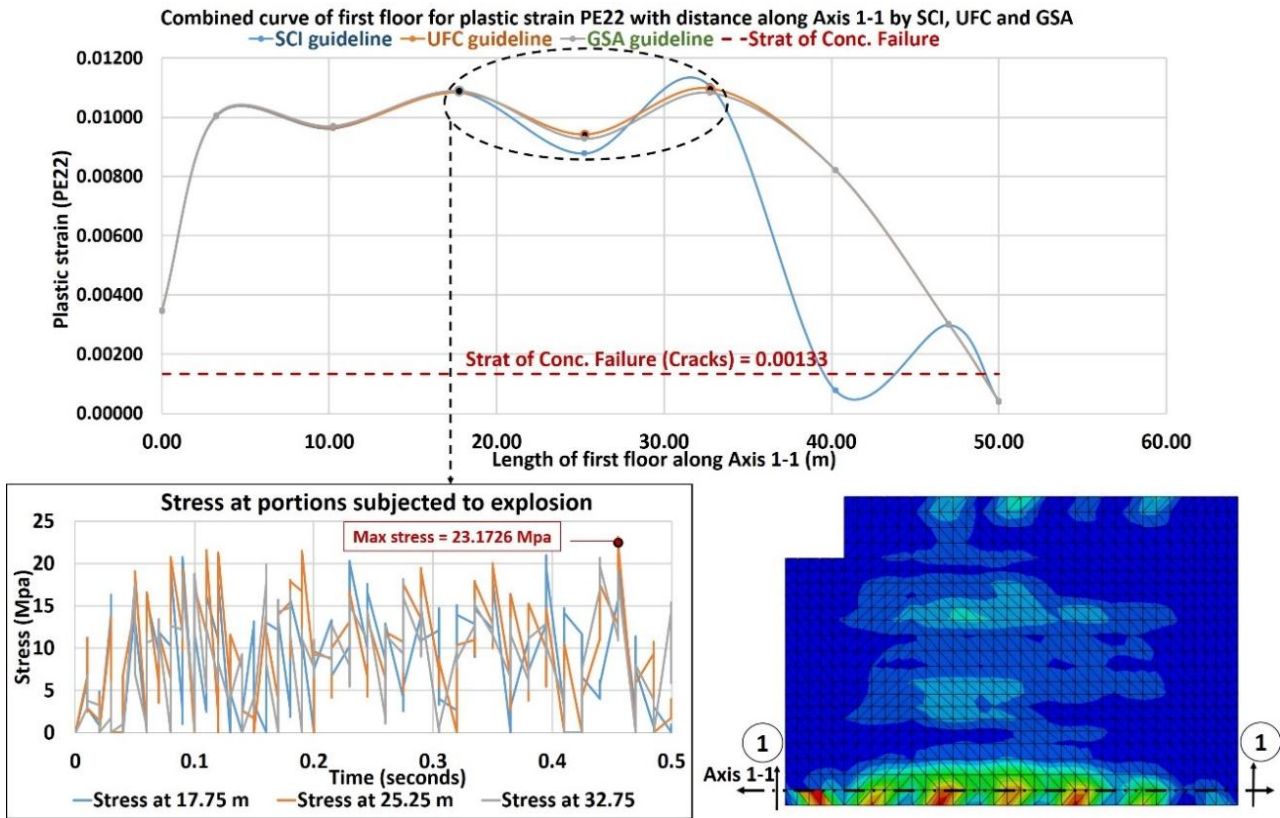 Combined curve of first floor for plastic strain PE22 with distance along Axis 1-1 by SCI, UFC and GSA
SCI guideline UFC guideline GSA guideline Strat of Conc. Failure
0.01200
0.01000
0.00800
0.00600
0.00400
0.00200
0.00000
Plastic strain (PE22)
Strat of Conc. Failure (Cracks) = 0.00133
0.00 10.00 20.00 30.00 40.00 50.00 60.00
Length of first floor along Axis 1-1 (m)
Stress at portions subjected to explosion
Max stress = 23.1726 Mpa
25
20
15
10
5
0
Stress (Mpa)
0 0.1 0.2 0.3 0.4 0.5
Time (seconds)
Stress at 17.75 m Stress at 25.25 m Stress at 32.75
1 1
Axis 1-1